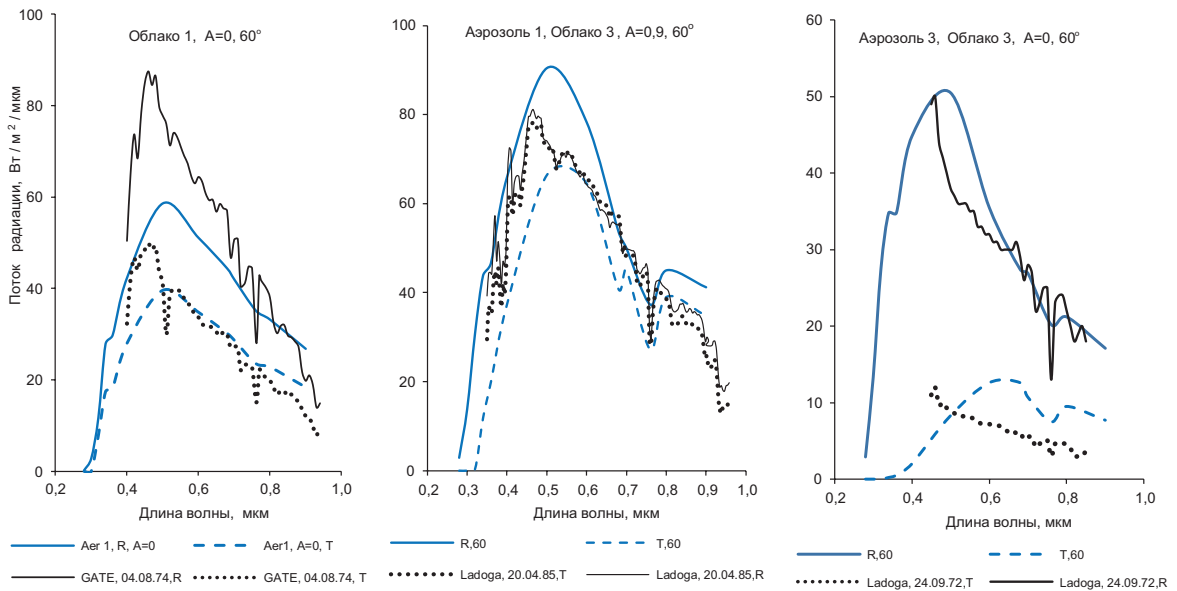 Облако 1, A=0, 60°
Поток радиации, Вт / м 2 / мкм
100
80
60
40
20
0
0,2
0,4
0,6
0,8
1,0
Длина волны, мкм
Aer 1, R, A=0
Aer1, A=0, T
GATE, 04.08.74,R
GATE, 04.08.74, T
Аэрозоль 1, Облако 3 , A=0,9, 60°
100
80
60
40
20
0
0,2
0,3
0,4
0,5
0,6
0,7
0,8
0,9
Длина волны, мкм
R,60
T,60
Ladoga, 20.04.85,T
Ladoga, 20.04.85,R
Аэрозоль 3, Облако 3, A=0, 60°
60
50
40
30
20
10
0
0,2
0,4
0,6
0,8
1,0
Длина волны, мкм
R,60
T,60
Ladoga, 24.09.72,T
Ladoga, 24.09.72,R